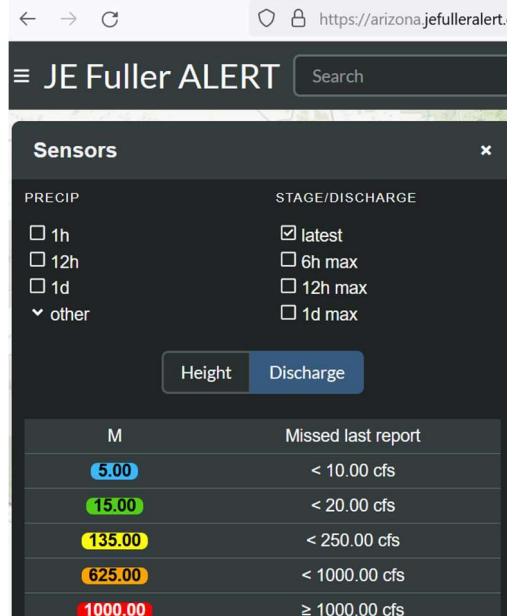 https://arizona.jefulleralert.
JE Fuller ALERT
Search
Sensors
×
PRECIP
STAGE/DISCHARGE
1h
latest
12h
6h max
1d
12h max
other
1d max
Height
Discharge
M
Missed last report
5.00
< 10.00 cfs
15.00
< 20.00 cfs
135.00
< 250.00 cfs
625.00
< 1000.00 cfs
1000.00
≥ 1000.00 cfs